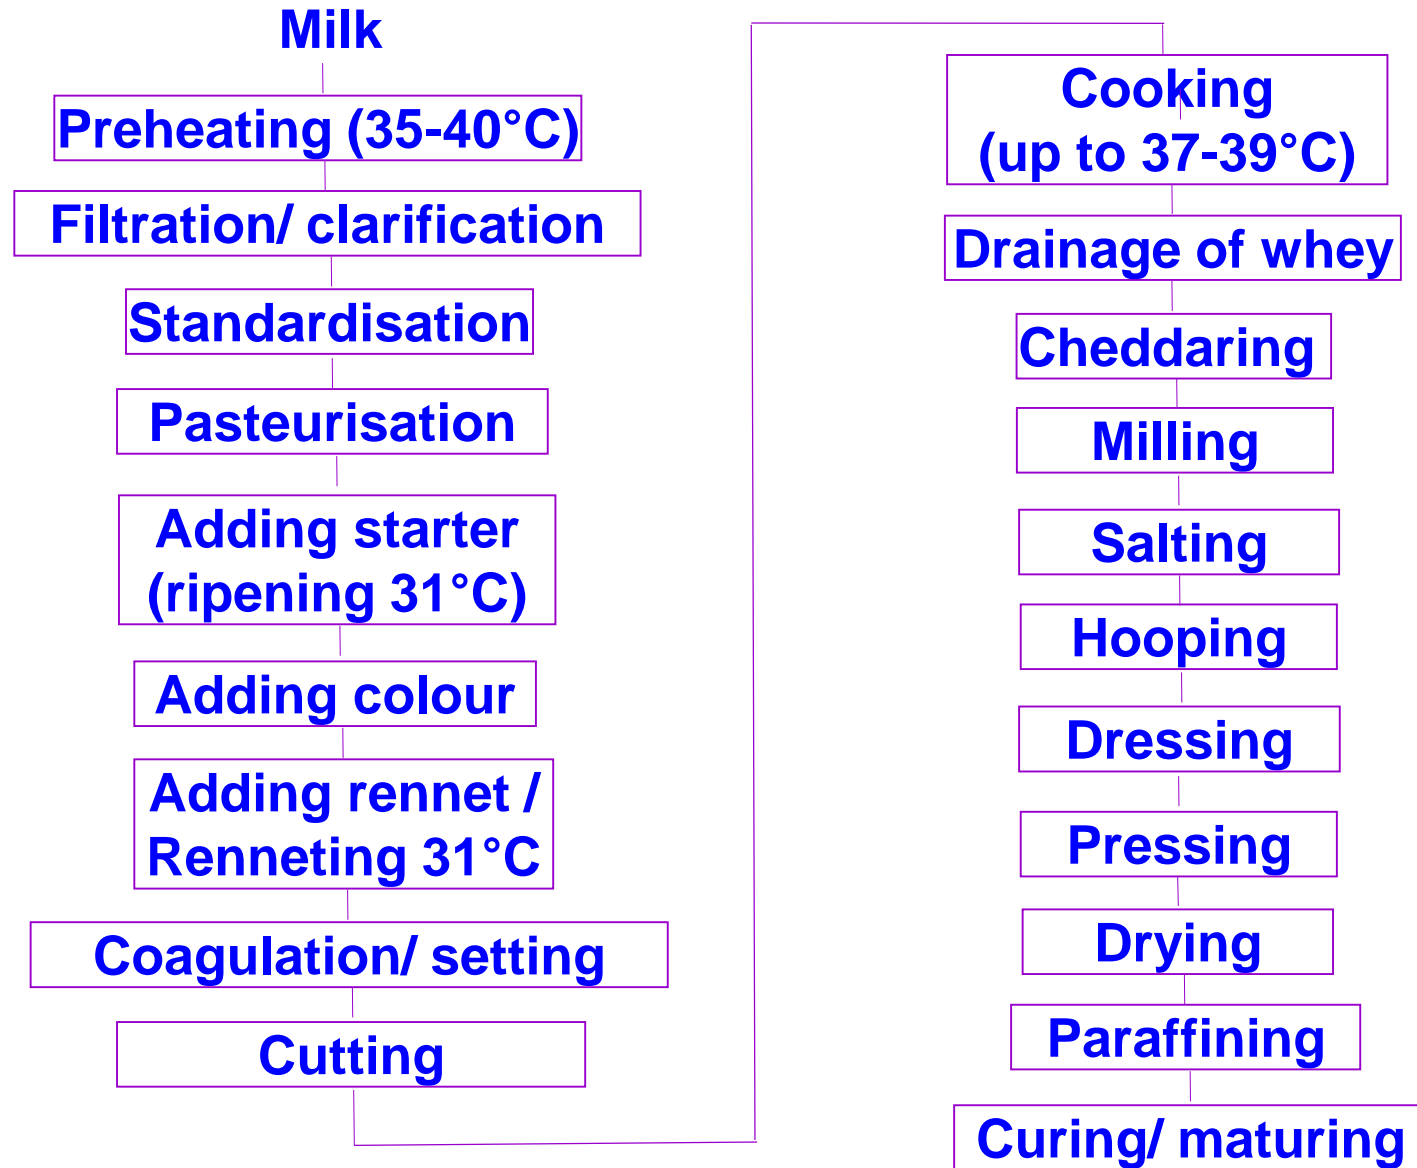 Milk
Preheating (35-40°C)
Filtration/ clarification
Standardisation
Pasteurisation
Adding starter
(ripening 31°C)
Adding colour
Adding rennet /
Renneting 31°C
Coagulation/ setting
Cutting
Cooking
(up to 37-39°C)
Drainage of whey
Cheddaring
Milling
Salting
Hooping
Dressing
Pressing
Drying
Paraffining
Curing/ maturing